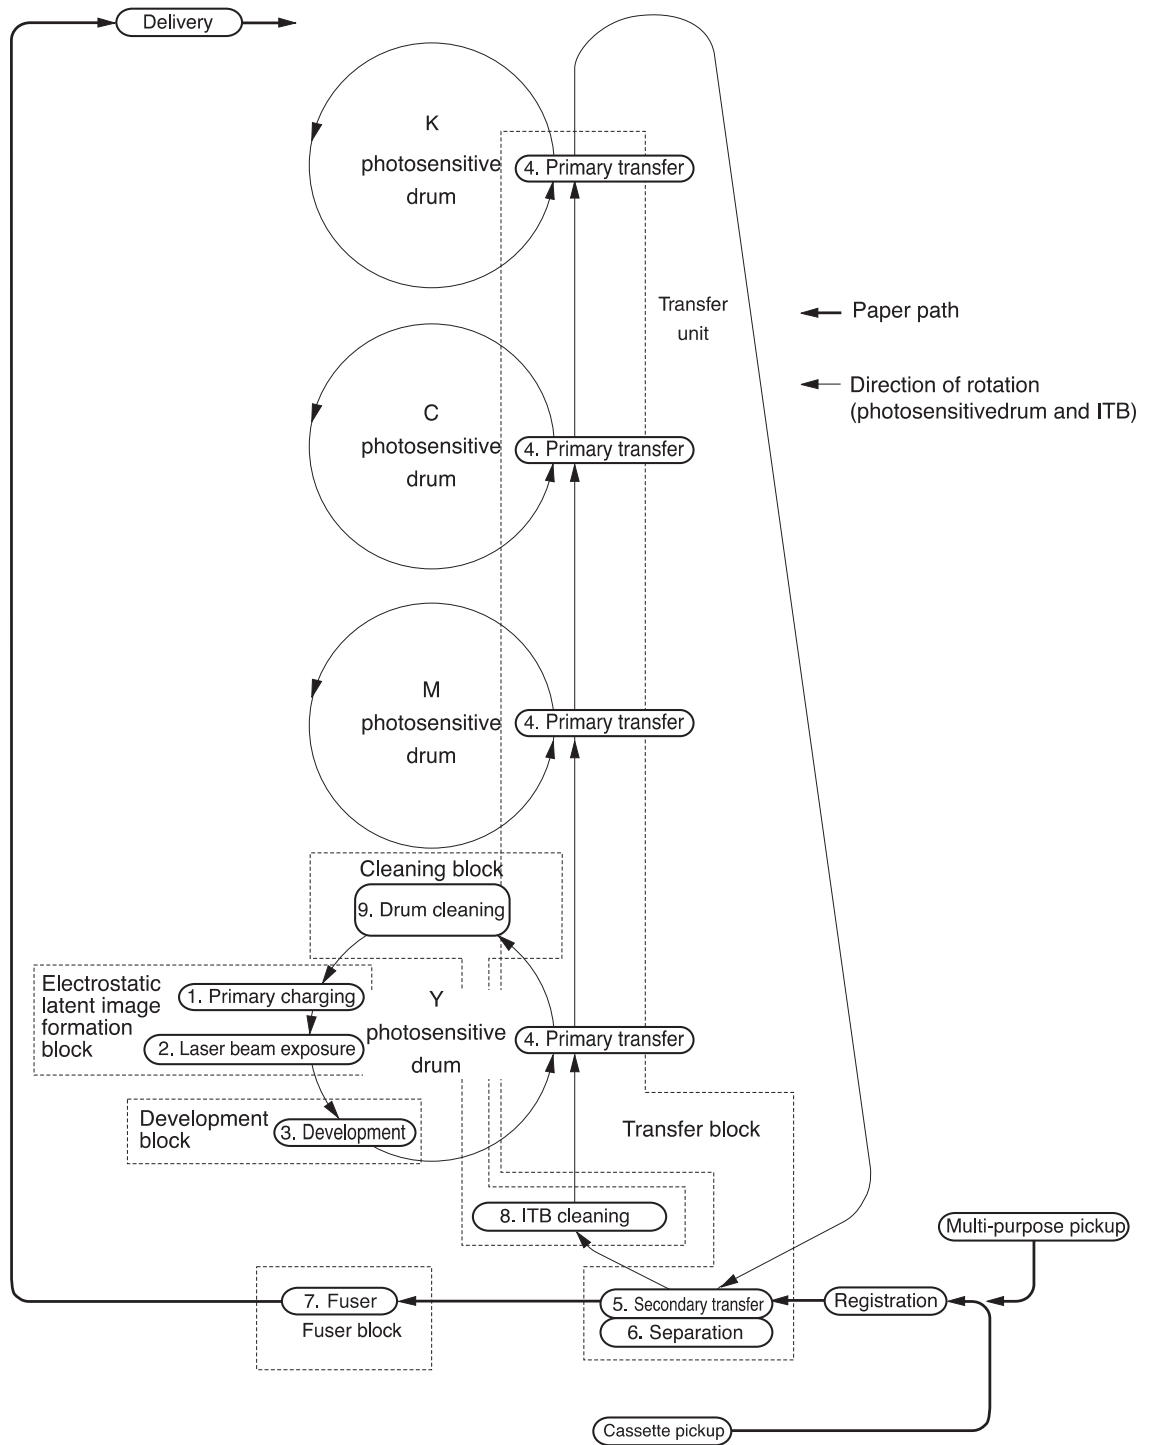 Delivery
K
photosensitive
drum
4. Primary transfer
Transfer
unit
Paper path
Direction of rotation
(photosensitivedrum and ITB)
C
photosensitive
drum
4. Primary transfer
M
photosensitive
drum
4. Primary transfer
Cleaning block
9. Drum cleaning
Electrostatic
latent image
formation
block
1. Primary charging
2. Laser beam exposure
Y
photosensitive
drum
4. Primary transfer
Development
block
3. Development
Transfer block
8. ITB cleaning
Multi-purpose pickup
7. Fuser
Fuser block
5. Secondary transfer
6. Separation
Registration
Cassette pickup